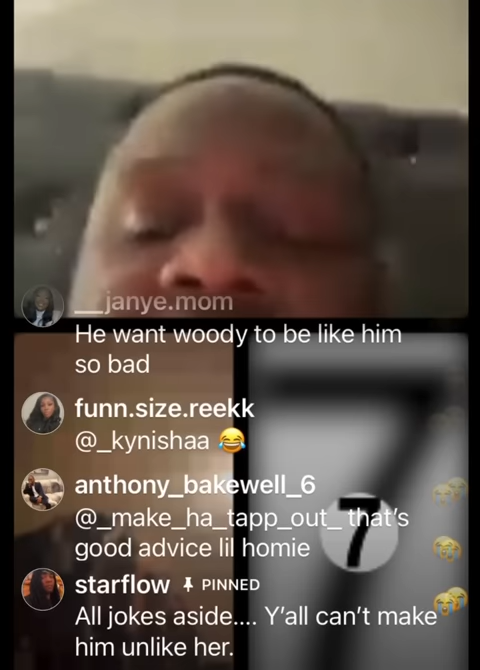 __janye.mom
He want woody to be like him
so bad
funn.size.reekk
@_kynishaa 😂
anthony_bakewell_6
@_make_ha_tapp_out_ that's
good advice lil homie
7
starflow PINNED
All jokes aside.... Y'all can't make
him unlike her.